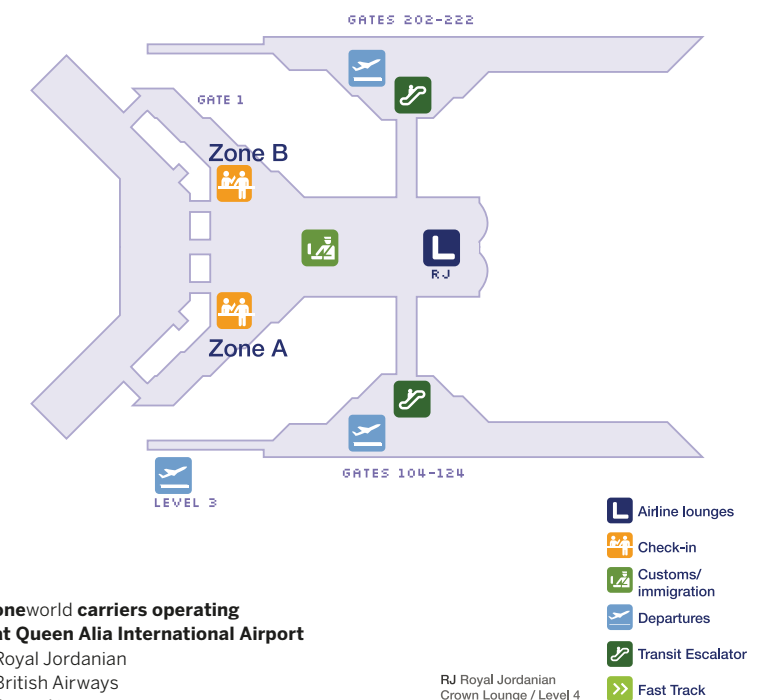 GATES 202-222
GATE 1
Zone B
RJ
Zone A
GATES 104-124
LEVEL 3
Airline lounges
Check-in
Customs/
immigration
Departures
Transit Escalator
Fast Track
oneworld carriers operating
at Queen Alia International Airport
Royal Jordanian
British Airways
RJ Royal Jordanian
Crown Lounge / Level 4